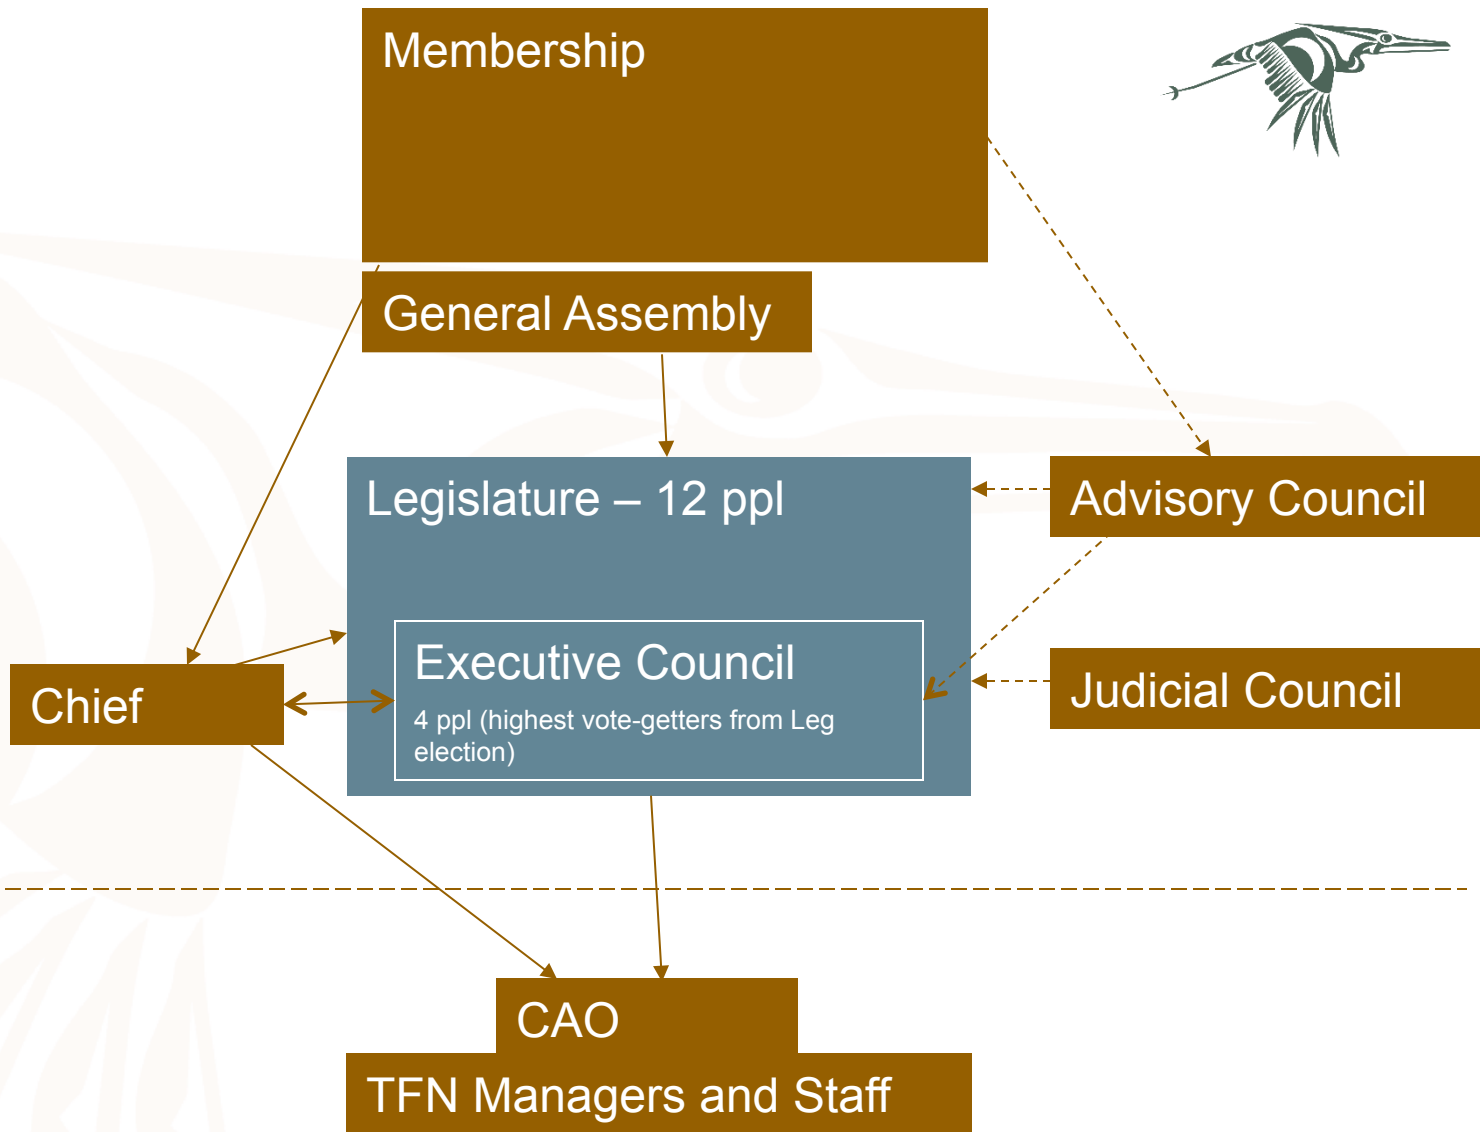 Membership
General Assembly
Legislature – 12 ppl
Advisory Council
Executive Council
4 ppl (highest vote-getters from Leg
election)
Chief
Judicial Council
CAO
TFN Managers and Staff